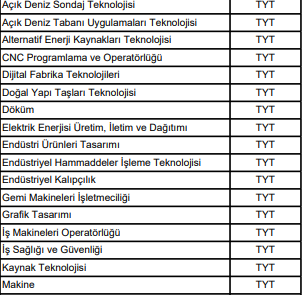 Açık Deniz Sondaj Teknolojisi TYT
Açık Deniz Tabanı Uygulamaları Teknolojisi TYT
Alternatif Enerji Kaynakları Teknolojisi TYT
CNC Programlama ve Operatörlüğü TYT
Dijital Fabrika Teknolojileri TYT
Doğal Yapı Taşları Teknolojisi TYT
Döküm TYT
Elektrik Enerjisi Üretim, İletim ve Dağıtımı TYT
Endüstri Ürünleri Tasarımı TYT
Endüstriyel Hammaddeler İşleme Teknolojisi TYT
Endüstriyel Kalıpçılık TYT
Gemi Makineleri İşletmeciliği TYT
Grafik Tasarımı TYT
İş Makineleri Operatörlüğü TYT
İş Sağlığı ve Güvenliği TYT
Kaynak Teknolojisi TYT
Makine TYT